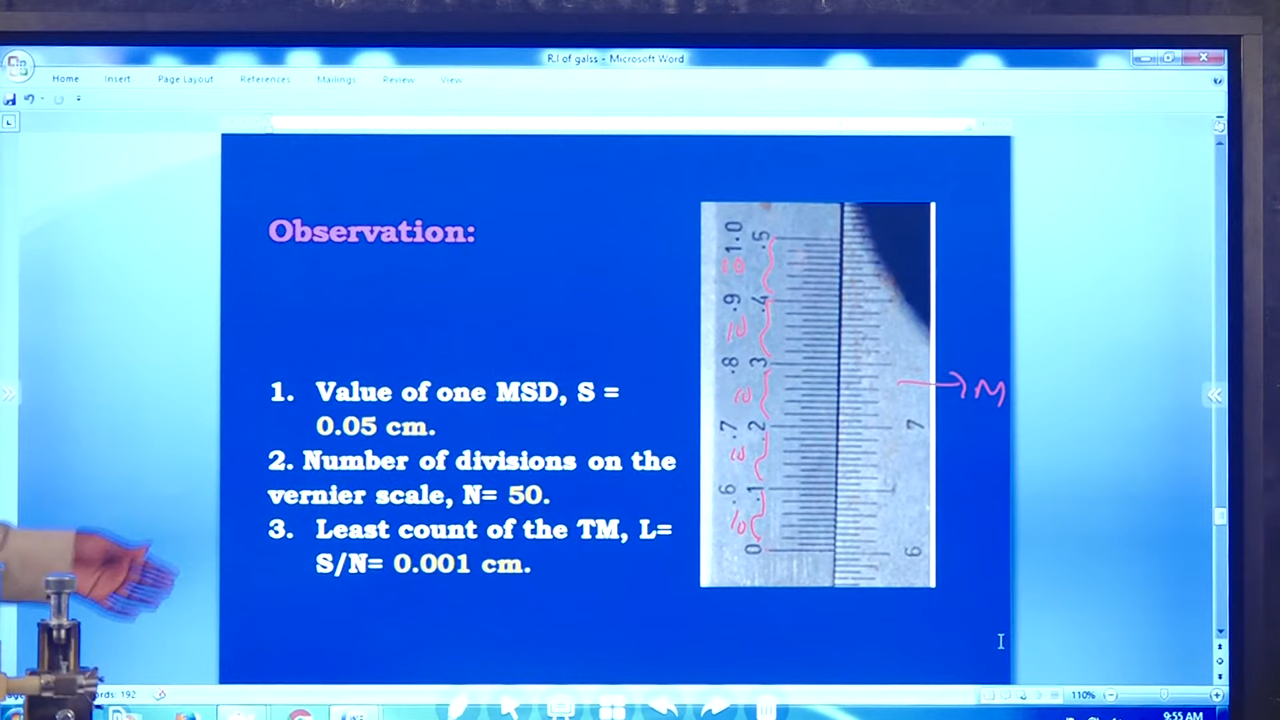 R.I of galss - Microsoft Word
Home Insert Page Layout References Mailings Review View
Observation:
1. Value of one MSD, S =
0.05 cm.
2. Number of divisions on the
vernier scale, N= 50.
3. Least count of the TM, L=
S/N= 0.001 cm.
1.0
.9
.8
.7
.6
.5
.4
3
2
.1
0
7
6
M
192
110%
9:55 AM